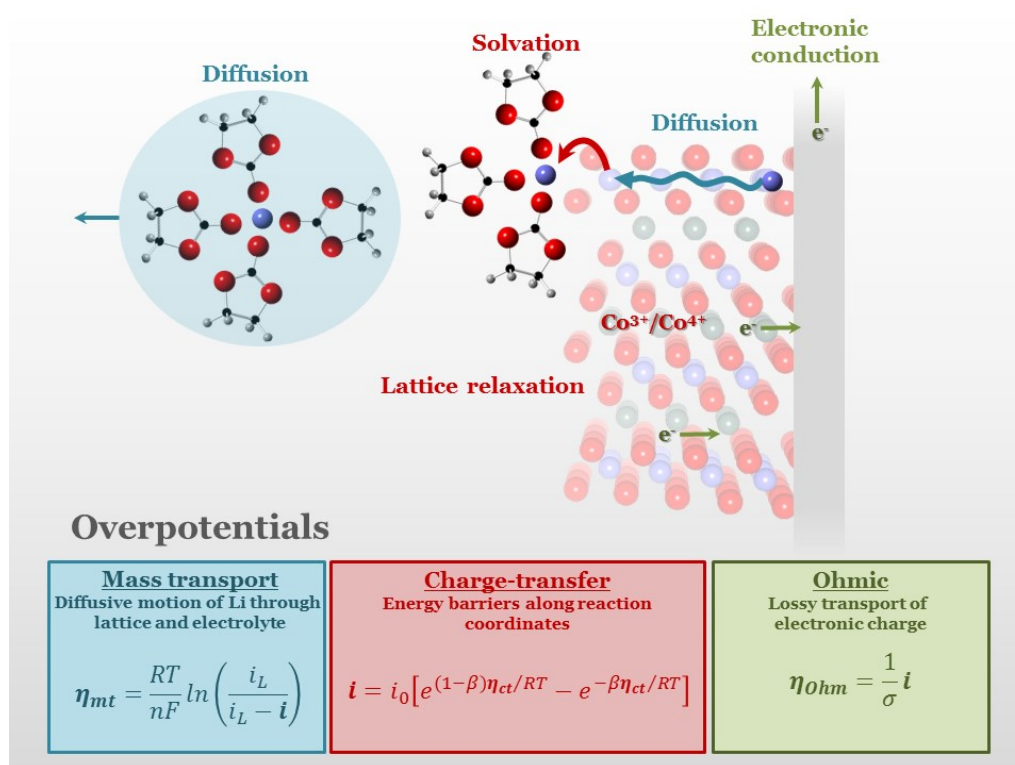 Electronic
conduction
Solvation
Diffusion
Diffusion
e⁻
Co³⁺/Co⁴⁺
e⁻
Lattice relaxation
e⁻
Overpotentials
Mass transport
Diffusive motion of Li through
lattice and electrolyte
η_mt = RT/nF ln(i_L/(i_L − i))
Charge-transfer
Energy barriers along reaction
coordinates
i = i₀[e^((1−β)η_ct/RT) − e^(−βη_ct/RT)]
Ohmic
Lossy transport of
electronic charge
η_Ohm = 1/σ i